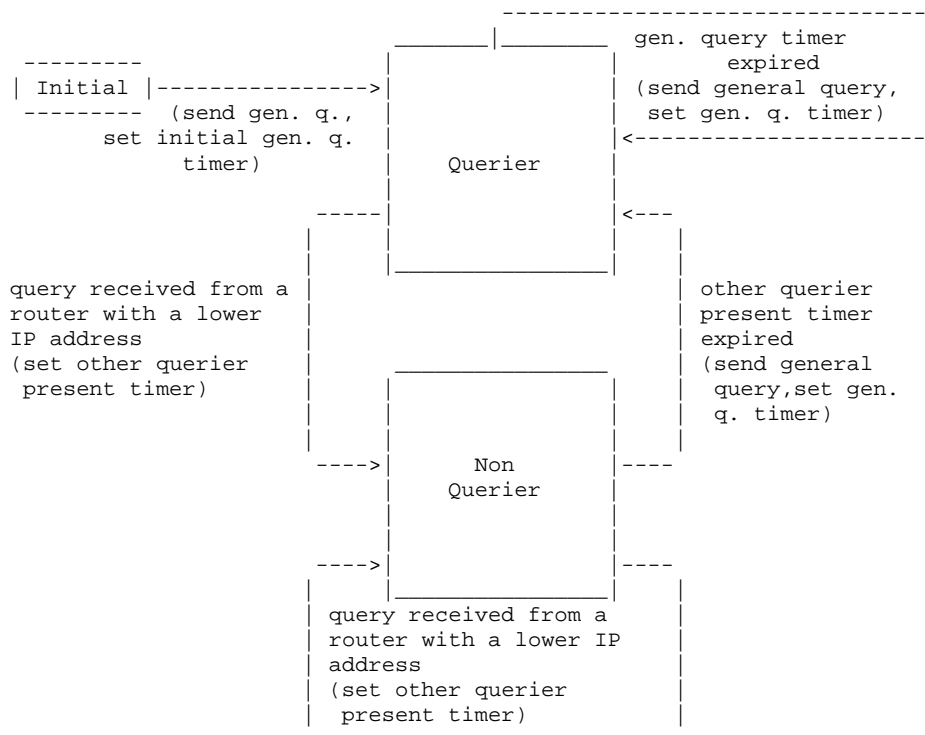 gen. query timer
expired
(send general query,
set gen. q. timer)
Initial
(send gen. q.,
set initial gen. q.
timer)
Querier
query received from a
router with a lower
IP address
(set other querier
present timer)
other querier
present timer
expired
(send general
query,set gen.
q. timer)
Non
Querier
query received from a
router with a lower IP
address
(set other querier
present timer)